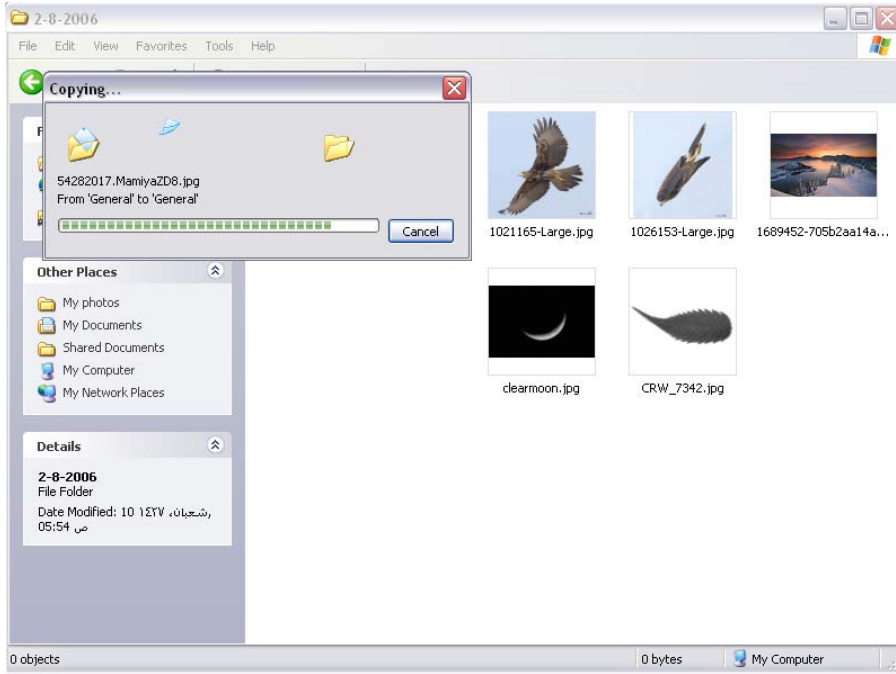 2-8-2006
File Edit View Favorites Tools Help
Copying...
54282017.MamiyaZD8.jpg
From 'General' to 'General'
Cancel
1021165-Large.jpg
1026153-Large.jpg
1689452-705b2aa14a...
Other Places
My photos
My Documents
Shared Documents
My Computer
My Network Places
clearmoon.jpg
CRW_7342.jpg
Details
2-8-2006
File Folder
Date Modified: 10 شعبان، ١٤٢٧,
05:54 ص
0 objects
0 bytes
My Computer